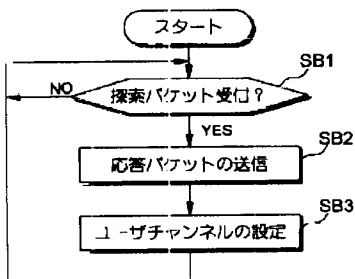 スタート
SB1
探索パケット受付?
NO
YES
SB2
応答パケットの送信
SB3
ユーザチャンネルの設定